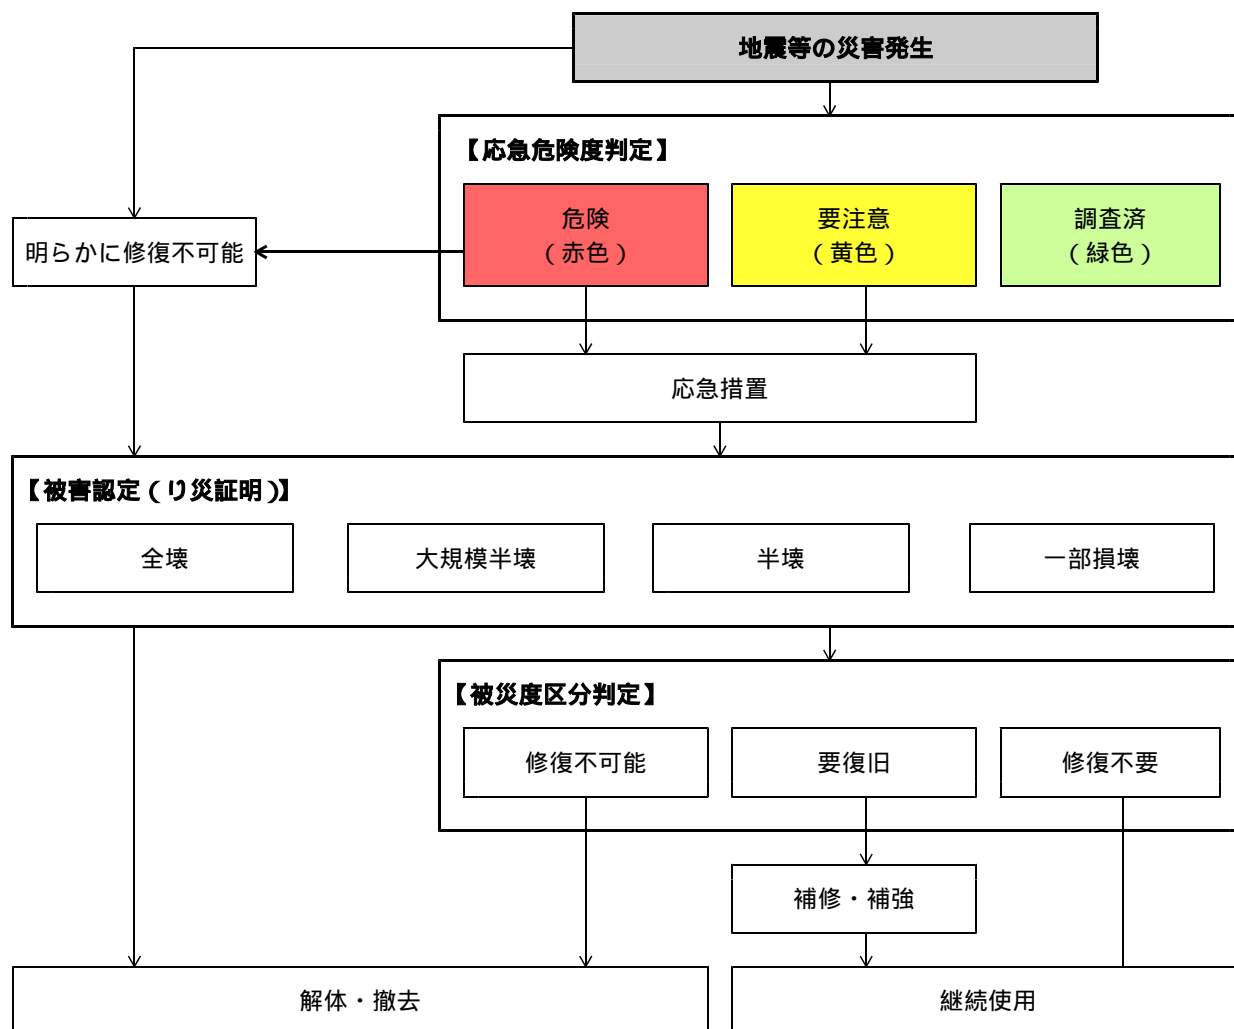 地震等の災害発生
【応急危険度判定】
危険
（赤色）
要注意
（黄色）
調査済
（緑色）
明らかに修復不可能
応急措置
【被害認定（り災証明）】
全壊
大規模半壊
半壊
一部損壊
【被災度区分判定】
修復不可能
要復旧
修復不要
補修・補強
解体・撤去
継続使用